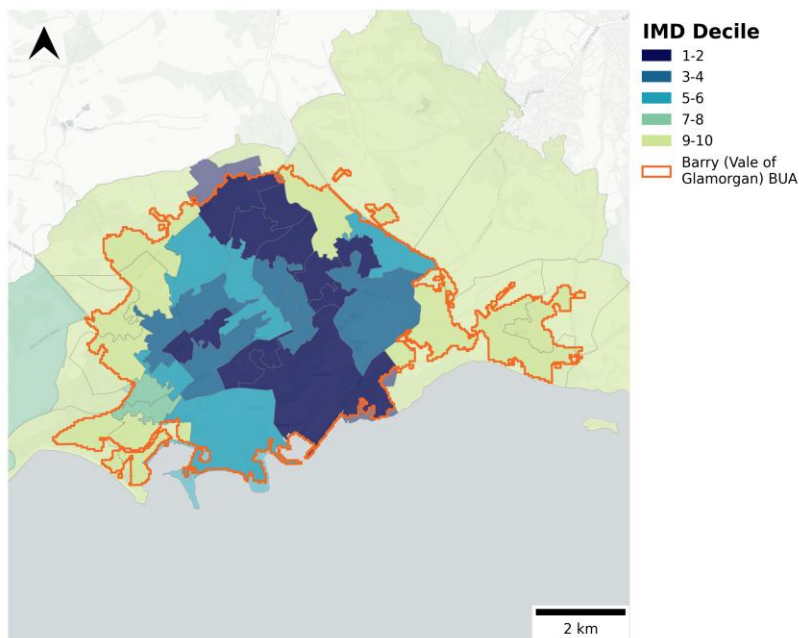 IMD Decile
1-2
3-4
5-6
7-8
9-10
Barry (Vale of
Glamorgan) BUA
2 km